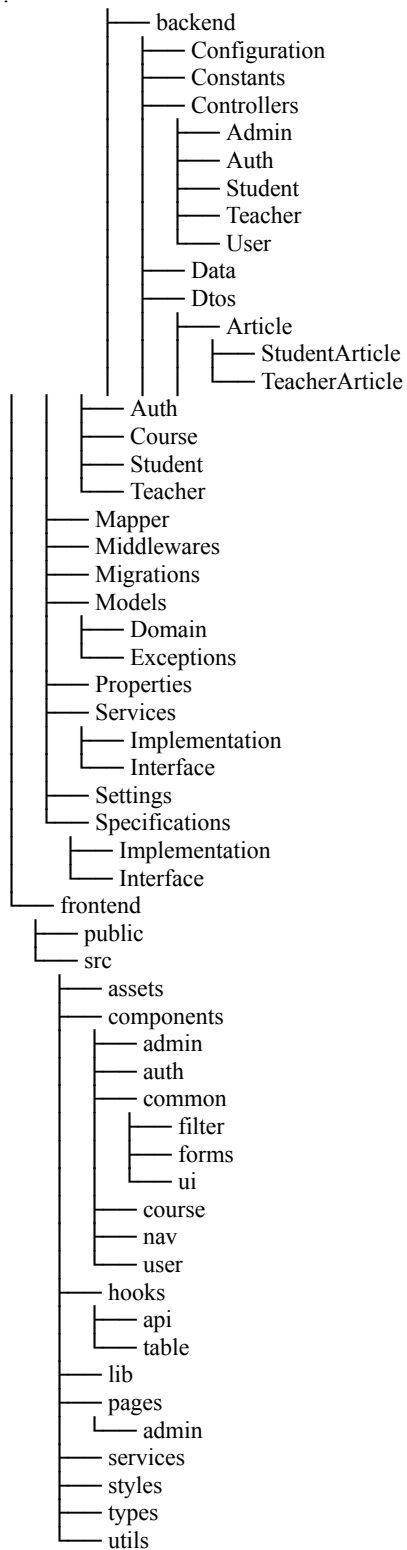 .
backend
Configuration
Constants
Controllers
Admin
Auth
Student
Teacher
User
Data
Dtos
Article
StudentArticle
TeacherArticle
Auth
Course
Student
Teacher
Mapper
Middlewares
Migrations
Models
Domain
Exceptions
Properties
Services
Implementation
Interface
Settings
Specifications
Implementation
Interface
frontend
public
src
assets
components
admin
auth
common
filter
forms
ui
course
nav
user
hooks
api
table
lib
pages
admin
services
styles
types
utils